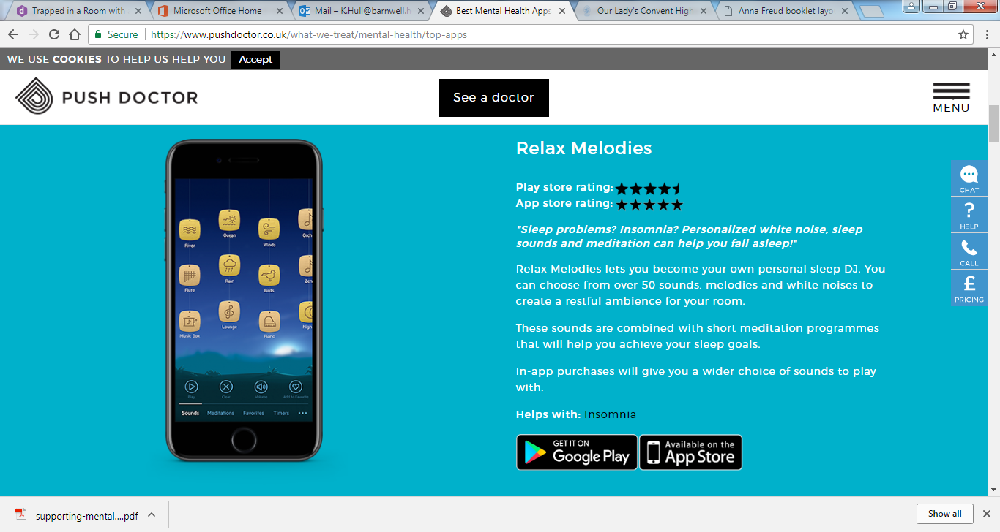 Trapped in a Room with
Microsoft Office Home
Mail – K.Hull@barnwell.h
Best Mental Health Apps
Our Lady's Convent High
Anna Freud booklet layo
Secure
https://www.pushdoctor.co.uk/what-we-treat/mental-health/top-apps
WE USE COOKIES TO HELP US HELP YOU
Accept
PUSH DOCTOR
See a doctor
MENU
Relax Melodies
Play store rating:
App store rating:
"Sleep problems? Insomnia? Personalized white noise, sleep
sounds and meditation can help you fall asleep!"
Relax Melodies lets you become your own personal sleep DJ. You
can choose from over 50 sounds, melodies and white noises to
create a restful ambience for your room.
These sounds are combined with short meditation programmes
that will help you achieve your sleep goals.
In-app purchases will give you a wider choice of sounds to play
with.
Helps with: Insomnia
GET IT ON
Google Play
Available on the
App Store
River
Ocean
Winds
Orch
Flute
Rain
Birds
Zen
Music Box
Lounge
Piano
Nigh
Play
Clear
Volume
Add to Favorite
Sounds
Meditations
Favorites
Timers
CHAT
?
HELP
CALL
£
PRICING
supporting-mental....pdf
Show all